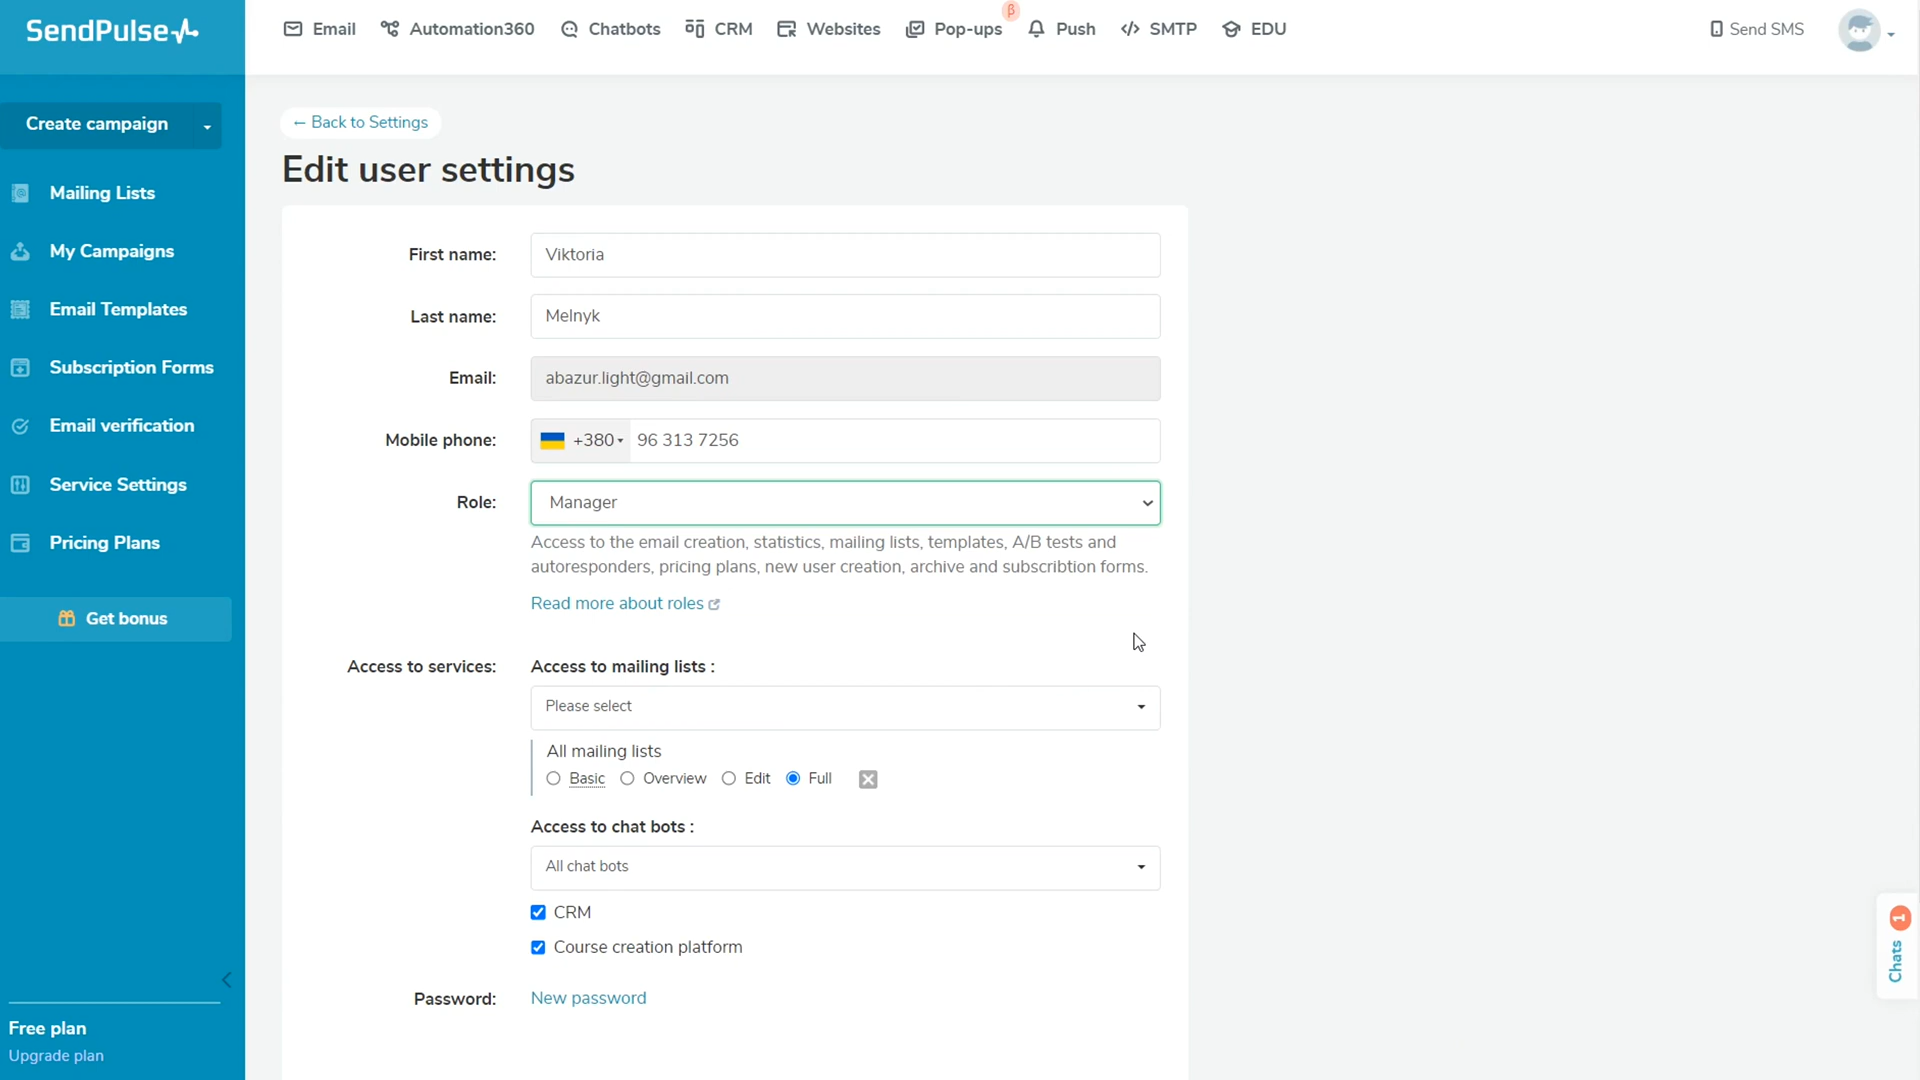 SendPulse
Email
Automation360
Chatbots
CRM
Websites
Pop-ups
β
Push
SMTP
EDU
Send SMS
Create campaign
Mailing Lists
My Campaigns
Email Templates
Subscription Forms
Email verification
Service Settings
Pricing Plans
Get bonus
Free plan
Upgrade plan
← Back to Settings
Edit user settings
First name:
Viktoria
Last name:
Melnyk
Email:
abazur.light@gmail.com
Mobile phone:
+380
96 313 7256
Role:
Manager
Access to the email creation, statistics, mailing lists, templates, A/B tests and
autoresponders, pricing plans, new user creation, archive and subscribtion forms.
Read more about roles
Access to services:
Access to mailing lists :
Please select
All mailing lists
Basic
Overview
Edit
Full
Access to chat bots :
All chat bots
CRM
Course creation platform
Password:
New password
Chats
1